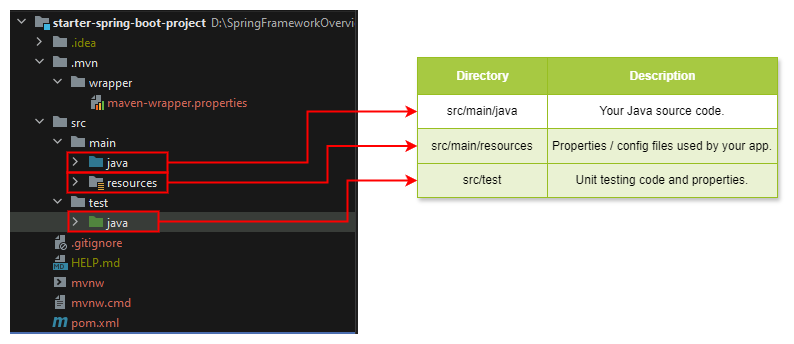 starter-spring-boot-project D:\SpringFrameworkOvervi
.idea
.mvn
wrapper
maven-wrapper.properties
src
main
java
resources
test
java
.gitignore
HELP.md
mvnw
mvnw.cmd
pom.xml
Directory Description
src/main/java Your Java source code.
src/main/resources Properties / config files used by your app.
src/test Unit testing code and properties.